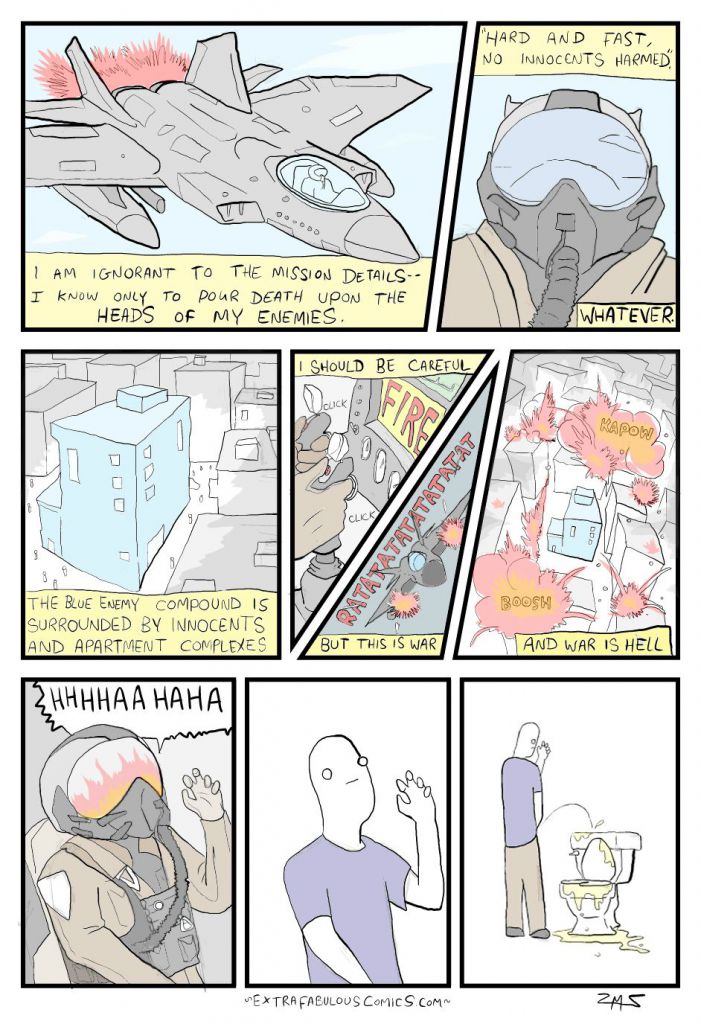 I AM IGNORANT TO THE MISSION DETAILS--
I KNOW ONLY TO POUR DEATH UPON THE
HEADS OF MY ENEMIES.
"HARD AND FAST,
NO INNOCENTS HARMED",
WHATEVER.
THE BLUE ENEMY COMPOUND IS
SURROUNDED BY INNOCENTS
AND APARTMENT COMPLEXES
I SHOULD BE CAREFUL
CLICK
FIRE
CLICK
RATATATATATATATATAT
BUT THIS IS WAR
KAPOW
BOOSH
AND WAR IS HELL
HHHHAA HAHA
~EXTRAFABULOUSCOMICS.COM~
ZMS